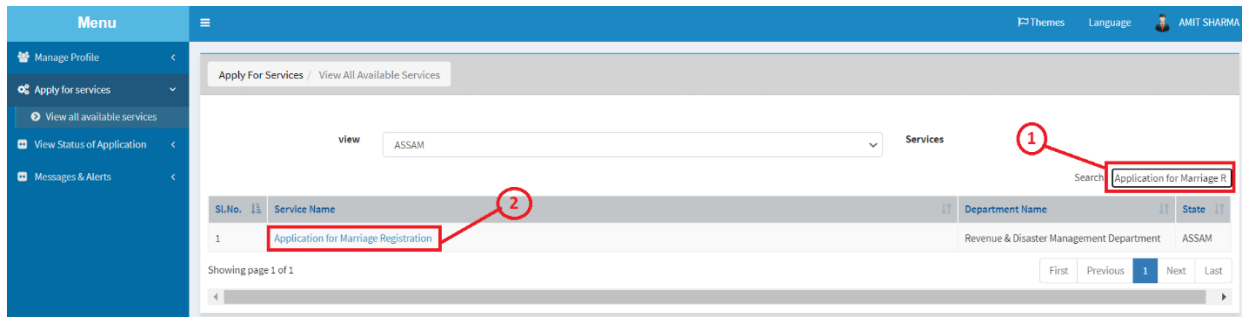 Menu
Themes Language AMIT SHARMA
Manage Profile
Apply for services
View all available services
View Status of Application
Messages & Alerts
Apply For Services / View All Available Services
view ASSAM Services
1
Search Application for Marriage R
2
Sl.No. Service Name Department Name State
1 Application for Marriage Registration Revenue & Disaster Management Department ASSAM
Showing page 1 of 1
First Previous 1 Next Last